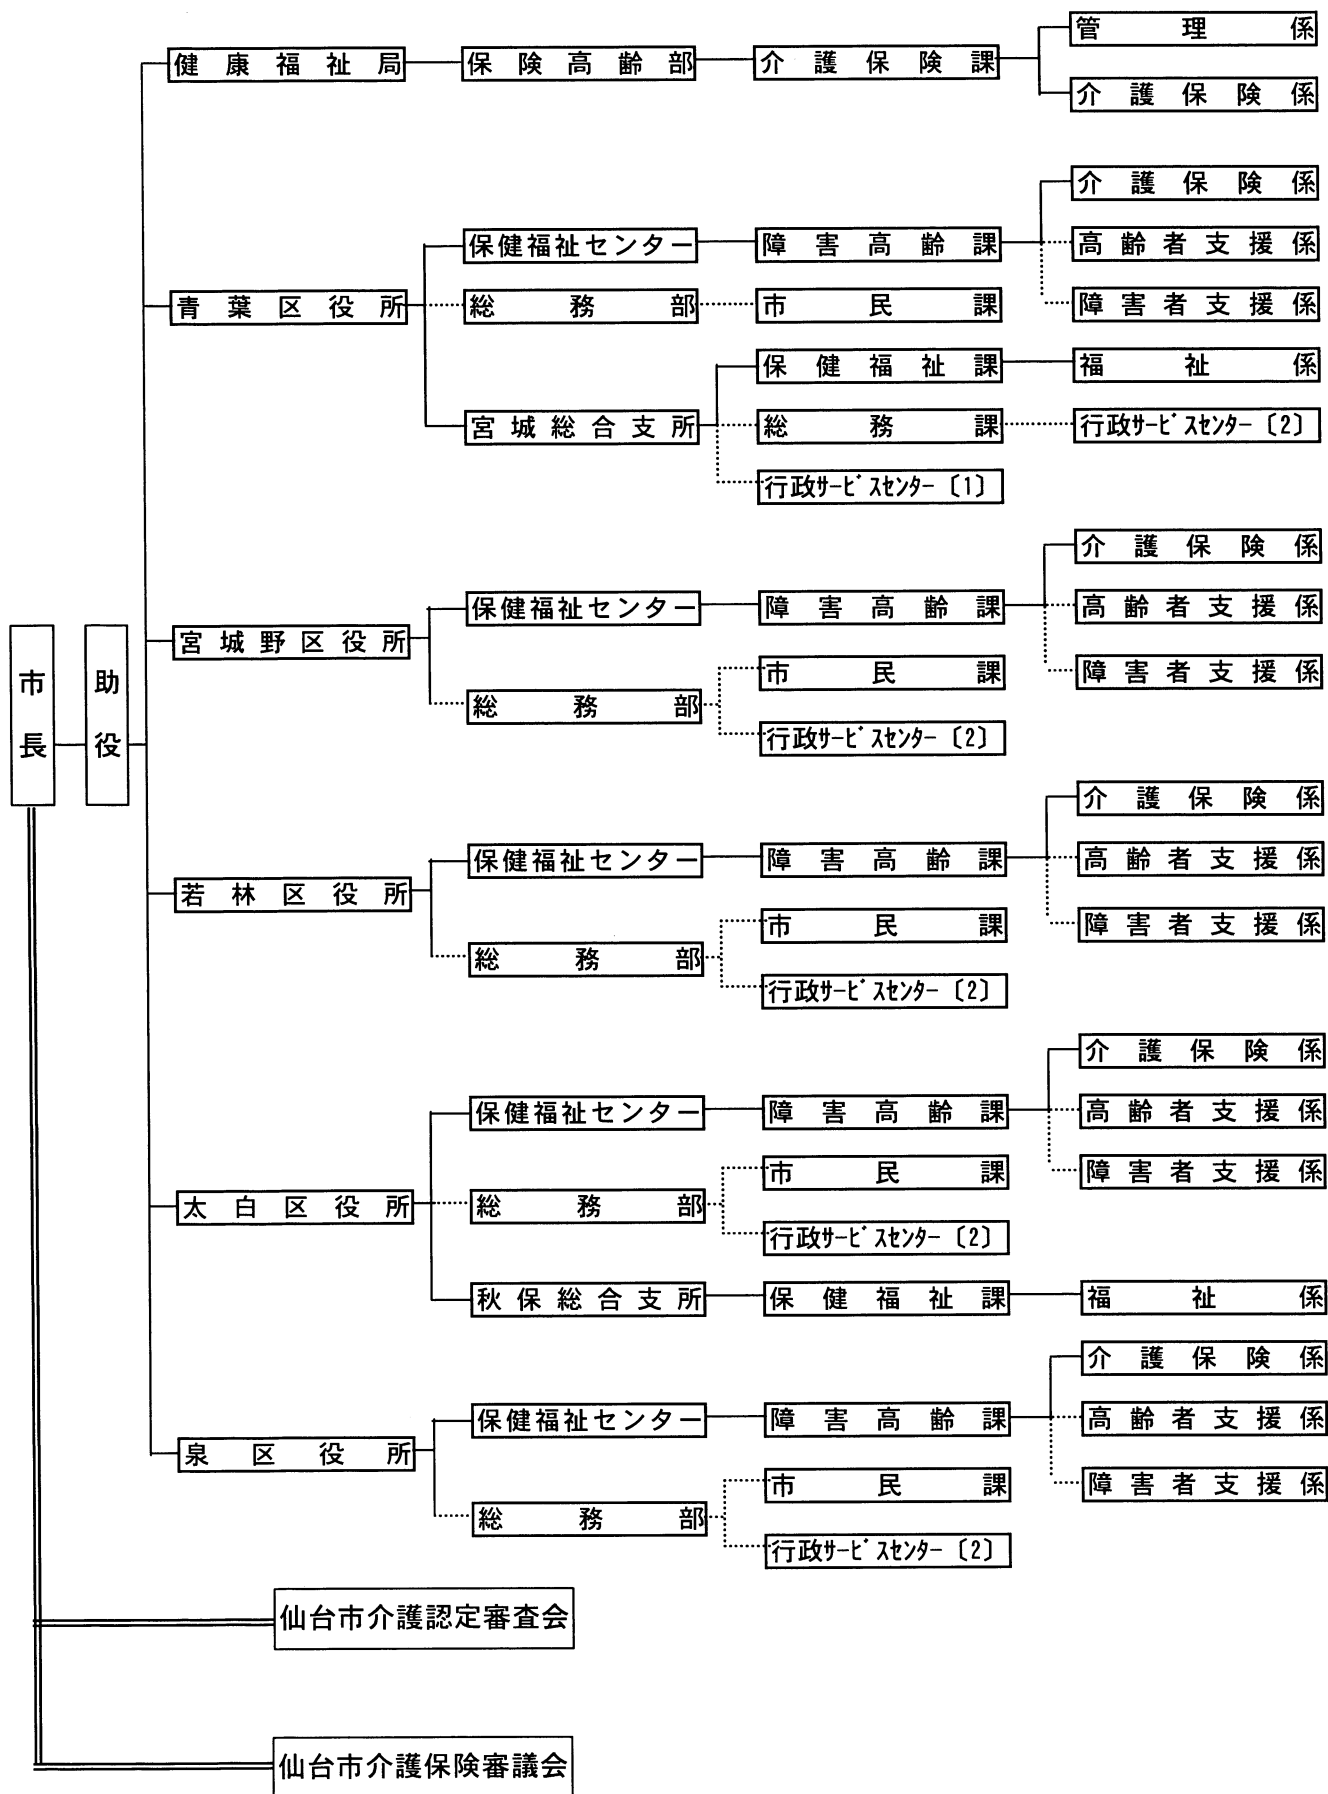 市長
助役
健康福祉局
保険高齢部
介護保険課
管理係
介護保険係
青葉区役所
保健福祉センター
障害高齢課
介護保険係
高齢者支援係
障害者支援係
総務部
市民課
宮城総合支所
保健福祉課
福祉係
総務課
行政ｻｰﾋﾞｽｾﾝﾀｰ〔2〕
行政ｻｰﾋﾞｽｾﾝﾀｰ〔1〕
宮城野区役所
保健福祉センター
障害高齢課
介護保険係
高齢者支援係
障害者支援係
総務部
市民課
行政ｻｰﾋﾞｽｾﾝﾀｰ〔2〕
若林区役所
保健福祉センター
障害高齢課
介護保険係
高齢者支援係
障害者支援係
総務部
市民課
行政ｻｰﾋﾞｽｾﾝﾀｰ〔2〕
太白区役所
保健福祉センター
障害高齢課
介護保険係
高齢者支援係
障害者支援係
総務部
市民課
行政ｻｰﾋﾞｽｾﾝﾀｰ〔2〕
秋保総合支所
保健福祉課
福祉係
泉区役所
保健福祉センター
障害高齢課
介護保険係
高齢者支援係
障害者支援係
総務部
市民課
行政ｻｰﾋﾞｽｾﾝﾀｰ〔2〕
仙台市介護認定審査会
仙台市介護保険審議会